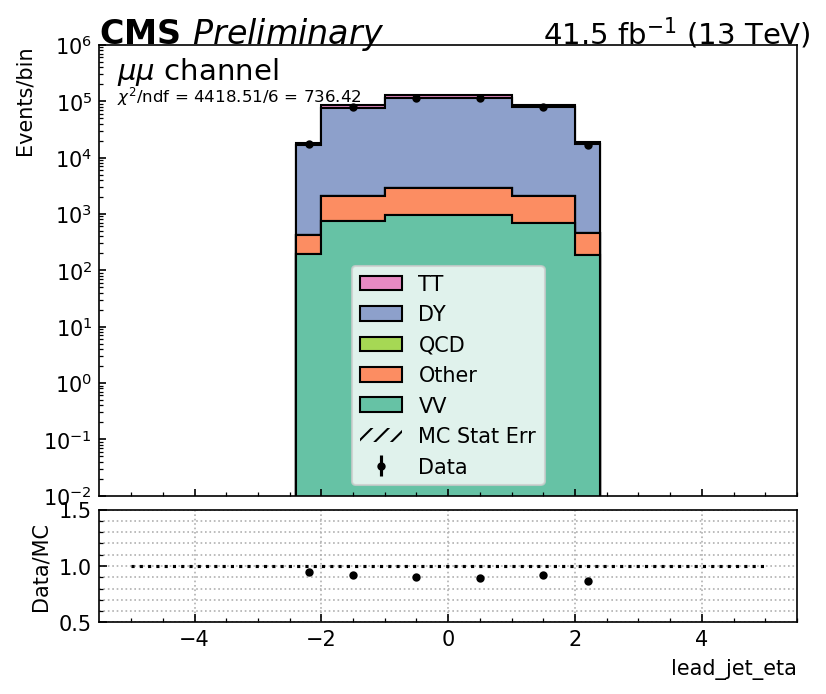 CMS Preliminary
41.5 fb⁻¹ (13 TeV)
Events/bin
μμ channel
χ²/ndf = 4418.51/6 = 736.42
10⁶
10⁵
10⁴
10³
10²
10¹
10⁰
10⁻¹
10⁻²
TT
DY
QCD
Other
VV
MC Stat Err
Data
Data/MC
1.5
1.0
0.5
−4 −2 0 2 4
lead_jet_eta